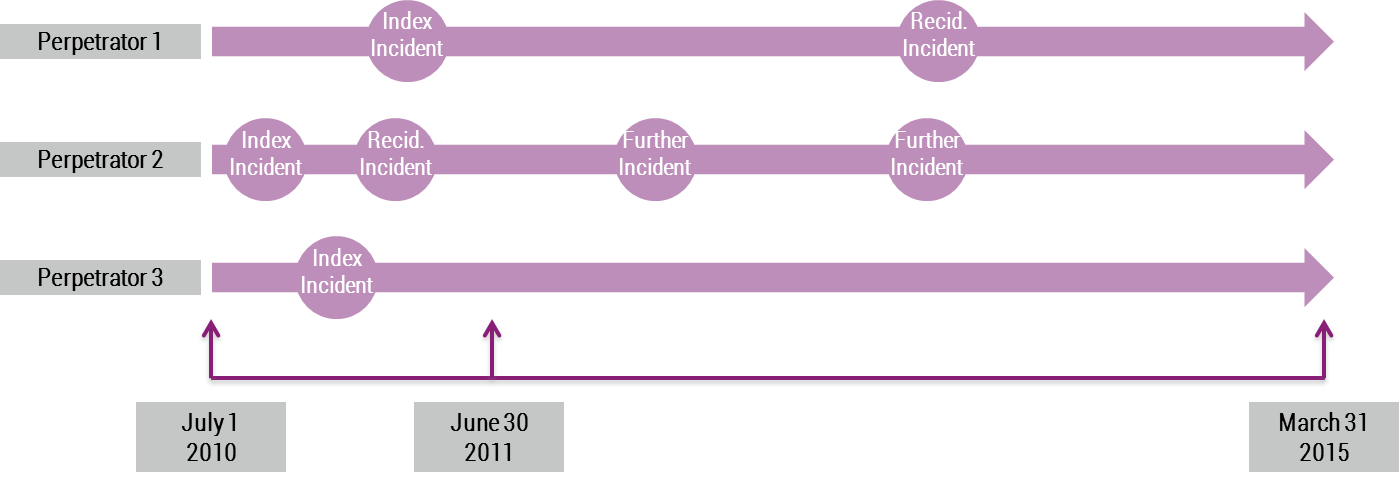 Perpetrator 1
Index
Incident
Recid.
Incident
Perpetrator 2
Index
Incident
Recid.
Incident
Further
Incident
Further
Incident
Perpetrator 3
Index
Incident
July 1
2010
June 30
2011
March 31
2015